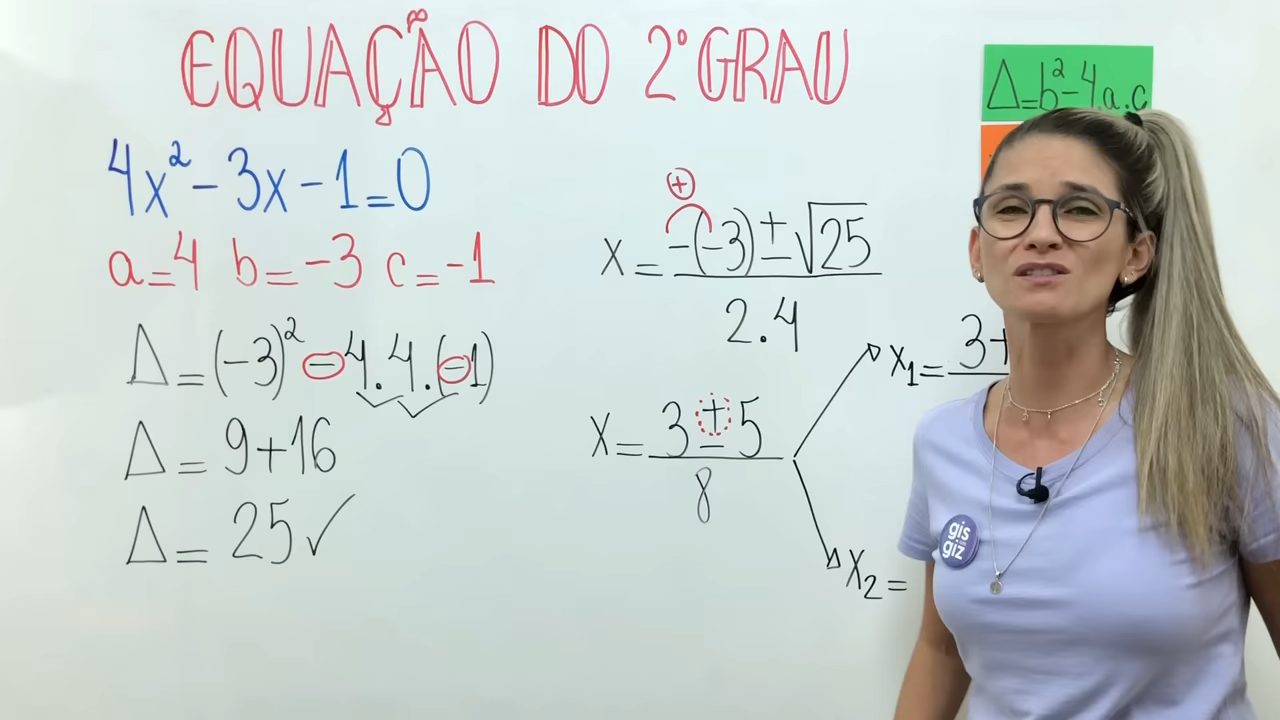 EQUAÇÃO DO 2° GRAU
4x² - 3x - 1 = 0
a = 4 b = -3 c = -1
Δ = (-3)² - 4.4.(-1)
Δ = 9 + 16
Δ = 25 ✓
+
x = -(-3) ± √25
2.4
x = 3 ± 5
8
x₁ = 3+
x₂ =
Δ = b² - 4.a.c
gis
giz